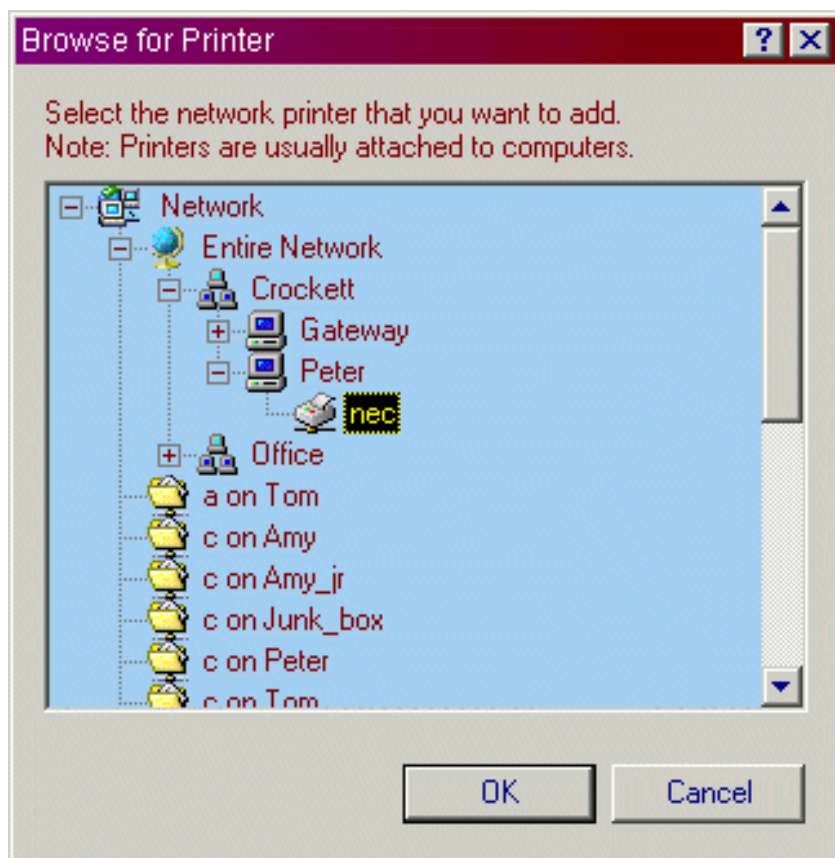 Browse for Printer
Select the network printer that you want to add.
Note: Printers are usually attached to computers.
Network
Entire Network
Crockett
Gateway
Peter
nec
Office
a on Tom
c on Amy
c on Amy_jr
c on Junk_box
c on Peter
c on Tom
OK Cancel